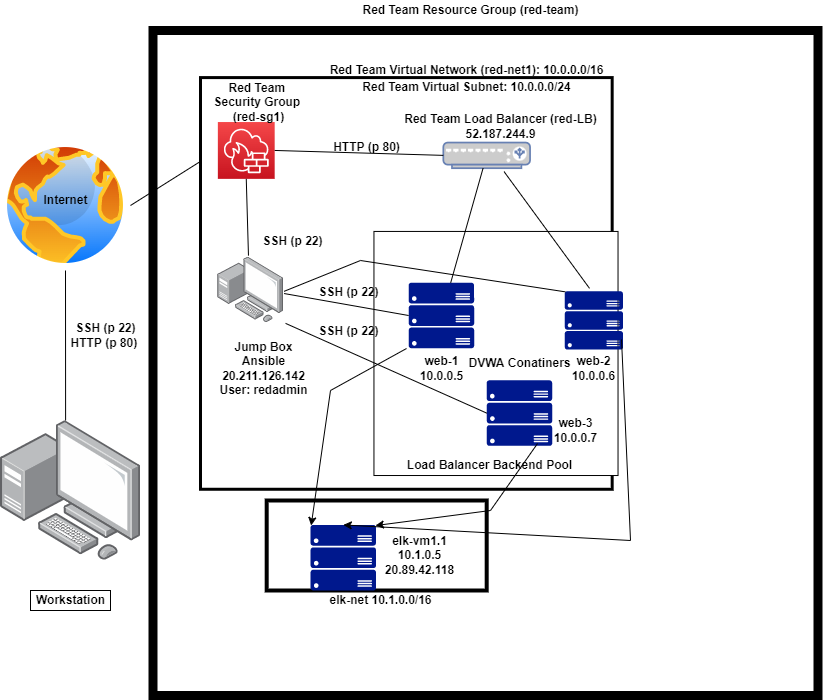 Red Team Resource Group (red-team)
Red Team Virtual Network (red-net1): 10.0.0.0/16
Red Team Virtual Subnet: 10.0.0.0/24
Red Team
Security Group
(red-sg1)
Red Team Load Balancer (red-LB)
52.187.244.9
HTTP (p 80)
Internet
SSH (p 22)
SSH (p 22)
SSH (p 22)
SSH (p 22)
HTTP (p 80)
Jump Box
Ansible
20.211.126.142
User: redadmin
web-1
10.0.0.5
DVWA Conatiners
web-2
10.0.0.6
web-3
10.0.0.7
Load Balancer Backend Pool
elk-vm1.1
10.1.0.5
20.89.42.118
elk-net 10.1.0.0/16
Workstation